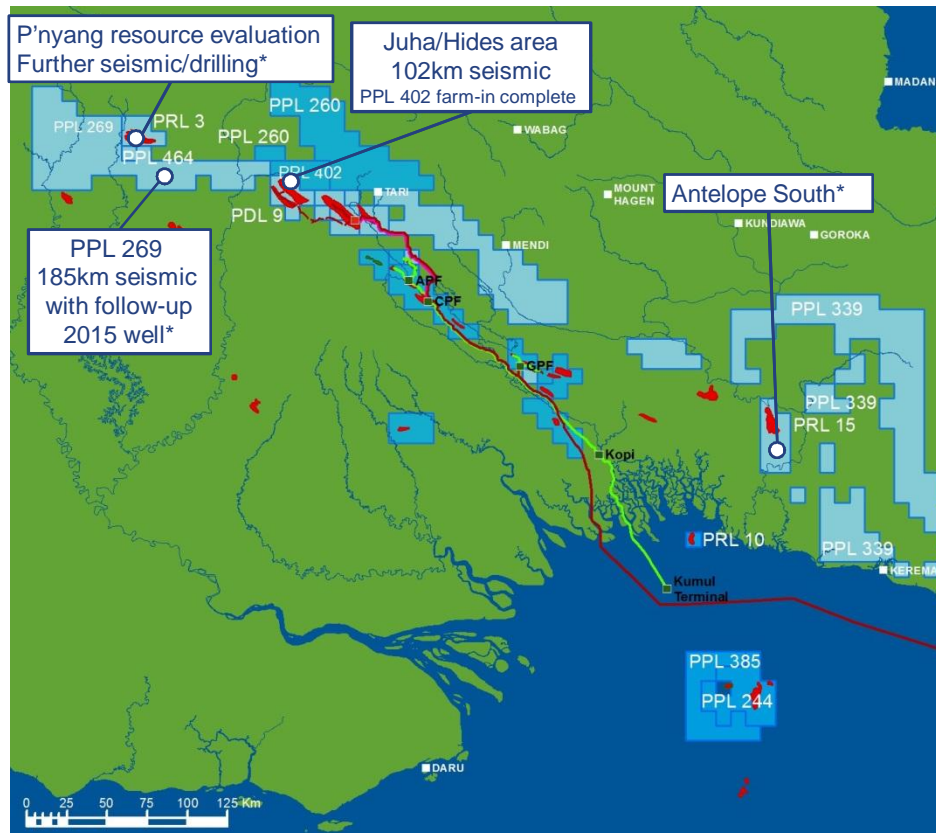 P'nyang resource evaluation
Further seismic/drilling*
Juha/Hides area
102km seismic
PPL 402 farm-in complete
MADAN
PPL 260
PPL 269
PRL 3
WABAG
PPL 260
PPL 464
PPL 402
TARI
MOUNT
HAGEN
Antelope South*
PDL 9
KUNDIAWA
GOROKA
MENDI
PPL 269
185km seismic
with follow-up
2015 well*
APF
CPF
PPL 339
GPF
PPL 339
PRL 15
Kopi
PRL 10
PPL 339
KEREMA
Kumul
Terminal
PPL 385
PPL 244
DARU
0 25 50 75 100 125 Km